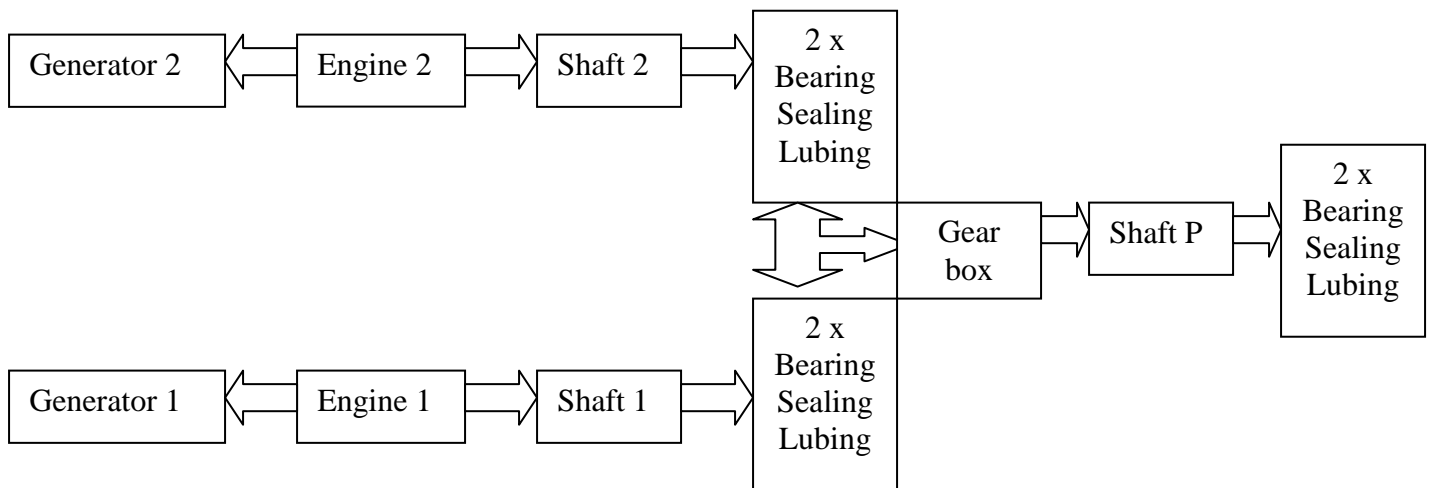 Generator 2
Engine 2
Shaft 2
2 x
Bearing
Sealing
Lubing
Gear
box
Shaft P
2 x
Bearing
Sealing
Lubing
Generator 1
Engine 1
Shaft 1
2 x
Bearing
Sealing
Lubing